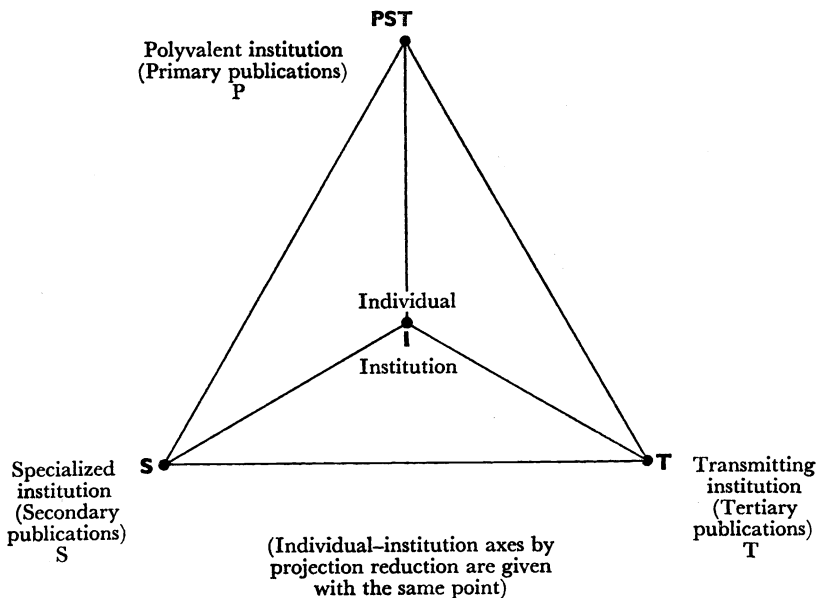 PST
Polyvalent institution
(Primary publications)
P
Individual
I
Institution
S
T
Specialized
institution
(Secondary
publications)
S
Transmitting
institution
(Tertiary
publications)
T
(Individual–institution axes by
projection reduction are given
with the same point)